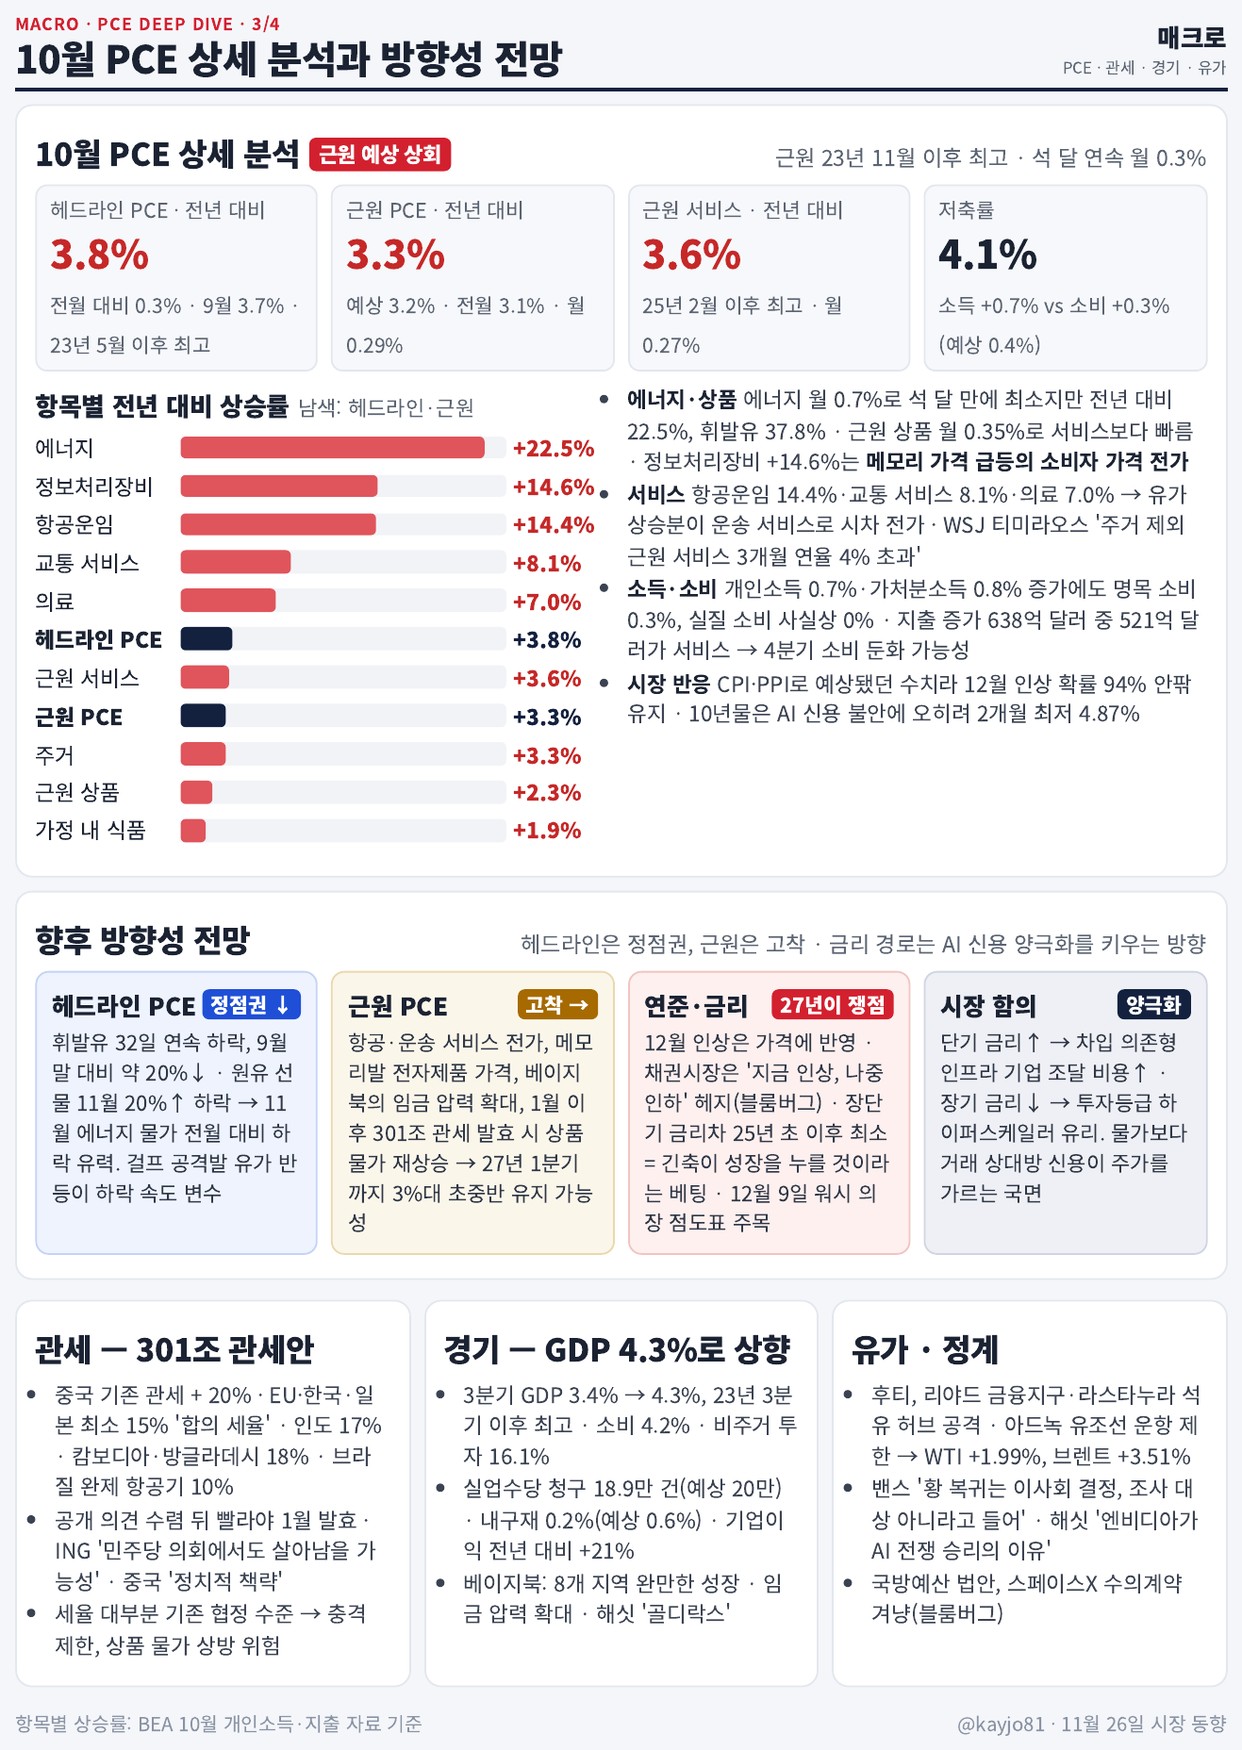 MACRO · PCE DEEP DIVE · 3/4
10월 PCE 상세 분석과 방향성 전망
매크로
PCE · 관세 · 경기 · 유가
10월 PCE 상세 분석 근원 예상 상회
근원 23년 11월 이후 최고 · 석 달 연속 월 0.3%
헤드라인 PCE · 전년 대비
3.8%
전월 대비 0.3% · 9월 3.7% ·
23년 5월 이후 최고
근원 PCE · 전년 대비
3.3%
예상 3.2% · 전월 3.1% · 월
0.29%
근원 서비스 · 전년 대비
3.6%
25년 2월 이후 최고 · 월
0.27%
저축률
4.1%
소득 +0.7% vs 소비 +0.3%
(예상 0.4%)
항목별 전년 대비 상승률 남색: 헤드라인·근원
에너지 +22.5%
정보처리장비 +14.6%
항공운임 +14.4%
교통 서비스 +8.1%
의료 +7.0%
헤드라인 PCE +3.8%
근원 서비스 +3.6%
근원 PCE +3.3%
주거 +3.3%
근원 상품 +2.3%
가정 내 식품 +1.9%
• 에너지·상품 에너지 월 0.7%로 석 달 만에 최소지만 전년 대비
22.5%, 휘발유 37.8% · 근원 상품 월 0.35%로 서비스보다 빠름
· 정보처리장비 +14.6%는 메모리 가격 급등의 소비자 가격 전가
• 서비스 항공운임 14.4%·교통 서비스 8.1%·의료 7.0% → 유가
상승분이 운송 서비스로 시차 전가 · WSJ 티미라오스 '주거 제외
근원 서비스 3개월 연율 4% 초과'
• 소득·소비 개인소득 0.7%·가처분소득 0.8% 증가에도 명목 소비
0.3%, 실질 소비 사실상 0% · 지출 증가 638억 달러 중 521억 달
러가 서비스 → 4분기 소비 둔화 가능성
• 시장 반응 CPI·PPI로 예상됐던 수치라 12월 인상 확률 94% 안팎
유지 · 10년물은 AI 신용 불안에 오히려 2개월 최저 4.87%
향후 방향성 전망
헤드라인은 정점권, 근원은 고착 · 금리 경로는 AI 신용 양극화를 키우는 방향
헤드라인 PCE 정점권 ↓
휘발유 32일 연속 하락, 9월
말 대비 약 20%↓ · 원유 선
물 11월 20%↑ 하락 → 11
월 에너지 물가 전월 대비 하
락 유력. 걸프 공격발 유가 반
등이 하락 속도 변수
근원 PCE 고착 →
항공·운송 서비스 전가, 메모
리발 전자제품 가격, 베이지
북의 임금 압력 확대, 1월 이
후 301조 관세 발효 시 상품
물가 재상승 → 27년 1분기
까지 3%대 초중반 유지 가능
성
연준·금리 27년이 쟁점
12월 인상은 가격에 반영 ·
채권시장은 '지금 인상, 나중
인하' 헤지(블룸버그) · 장단
기 금리차 25년 초 이후 최소
= 긴축이 성장을 누를 것이라
는 베팅 · 12월 9일 워시 의
장 점도표 주목
시장 함의 양극화
단기 금리↑ → 차입 의존형
인프라 기업 조달 비용↑ ·
장기 금리↓ → 투자등급 하
이퍼스케일러 유리. 물가보다
거래 상대방 신용이 주가를
가르는 국면
관세 — 301조 관세안
• 중국 기존 관세 + 20% · EU·한국·일
본 최소 15% '합의 세율' · 인도 17%
· 캄보디아·방글라데시 18% · 브라
질 완제 항공기 10%
• 공개 의견 수렴 뒤 빨라야 1월 발효 ·
ING '민주당 의회에서도 살아남을 가
능성' · 중국 '정치적 책략'
• 세율 대부분 기존 협정 수준 → 충격
제한, 상품 물가 상방 위험
경기 — GDP 4.3%로 상향
• 3분기 GDP 3.4% → 4.3%, 23년 3분
기 이후 최고 · 소비 4.2% · 비주거 투
자 16.1%
• 실업수당 청구 18.9만 건(예상 20만)
· 내구재 0.2%(예상 0.6%) · 기업이
익 전년 대비 +21%
• 베이지북: 8개 지역 완만한 성장 · 임
금 압력 확대 · 해싯 '골디락스'
유가 · 정계
• 후티, 리야드 금융지구·라스타누라 석
유 허브 공격 · 아드녹 유조선 운항 제
한 → WTI +1.99%, 브렌트 +3.51%
• 밴스 '황 복귀는 이사회 결정, 조사 대
상 아니라고 들어' · 해싯 '엔비디아가
AI 전쟁 승리의 이유'
• 국방예산 법안, 스페이스X 수의계약
겨냥(블룸버그)
항목별 상승률: BEA 10월 개인소득·지출 자료 기준
@kayjo81 · 11월 26일 시장 동향